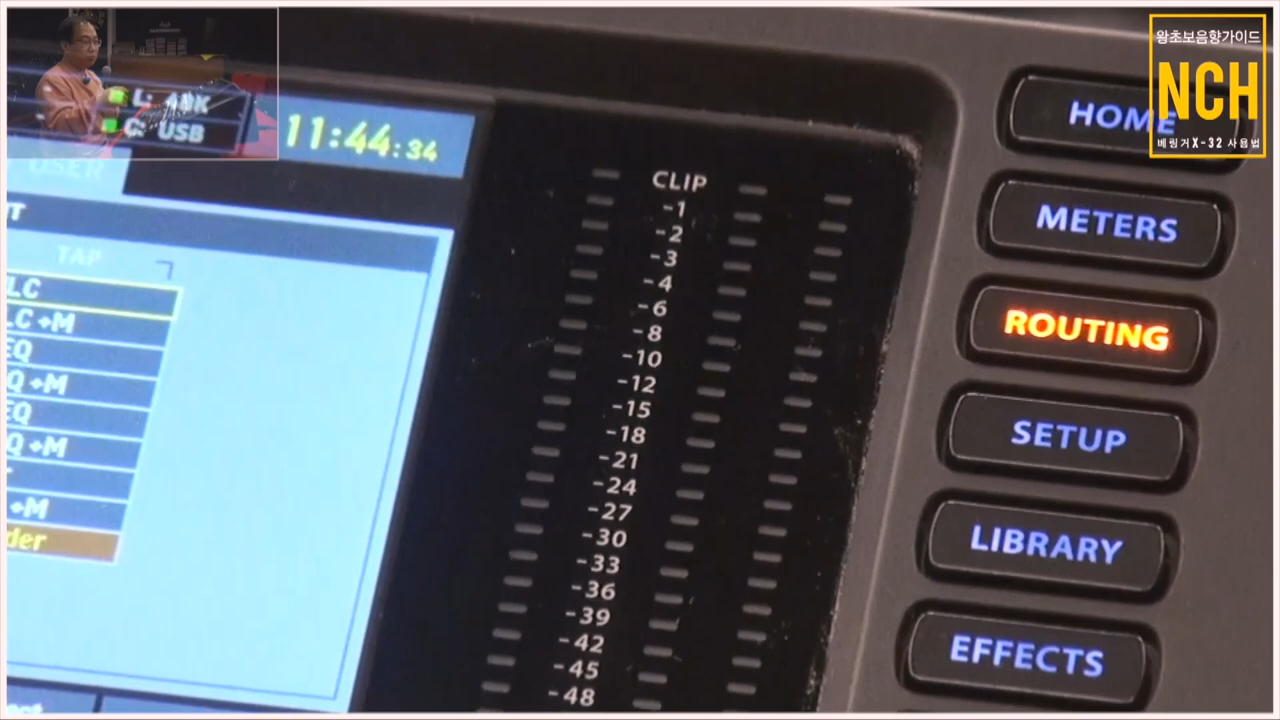 왕초보음향가이드
NCH
베링거X-32 사용법
L: 48K
C: USB
11:44:34
USER
TAP
LC
LC +M
EQ
Q +M
EQ
Q +M
+M
der
CLIP
-1
-2
-3
-4
-6
-8
-10
-12
-15
-18
-21
-24
-27
-30
-33
-36
-39
-42
-45
-48
HOME
METERS
ROUTING
SETUP
LIBRARY
EFFECTS